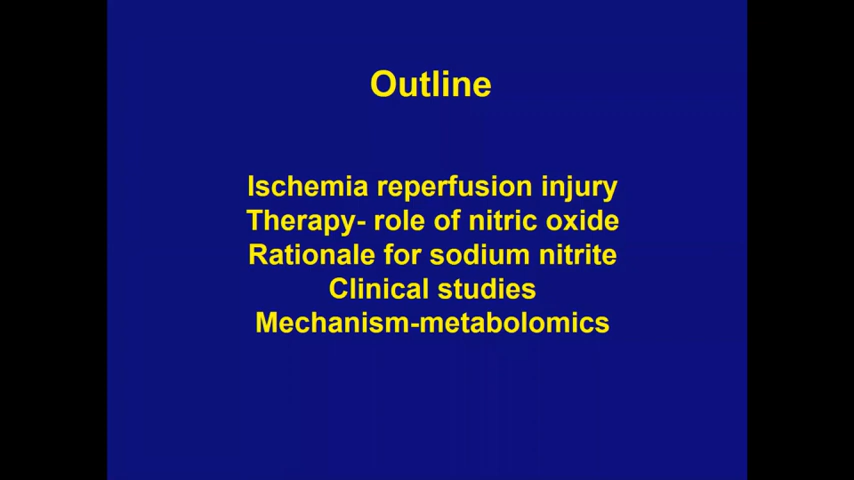 Outline
Ischemia reperfusion injury
Therapy- role of nitric oxide
Rationale for sodium nitrite
Clinical studies
Mechanism-metabolomics